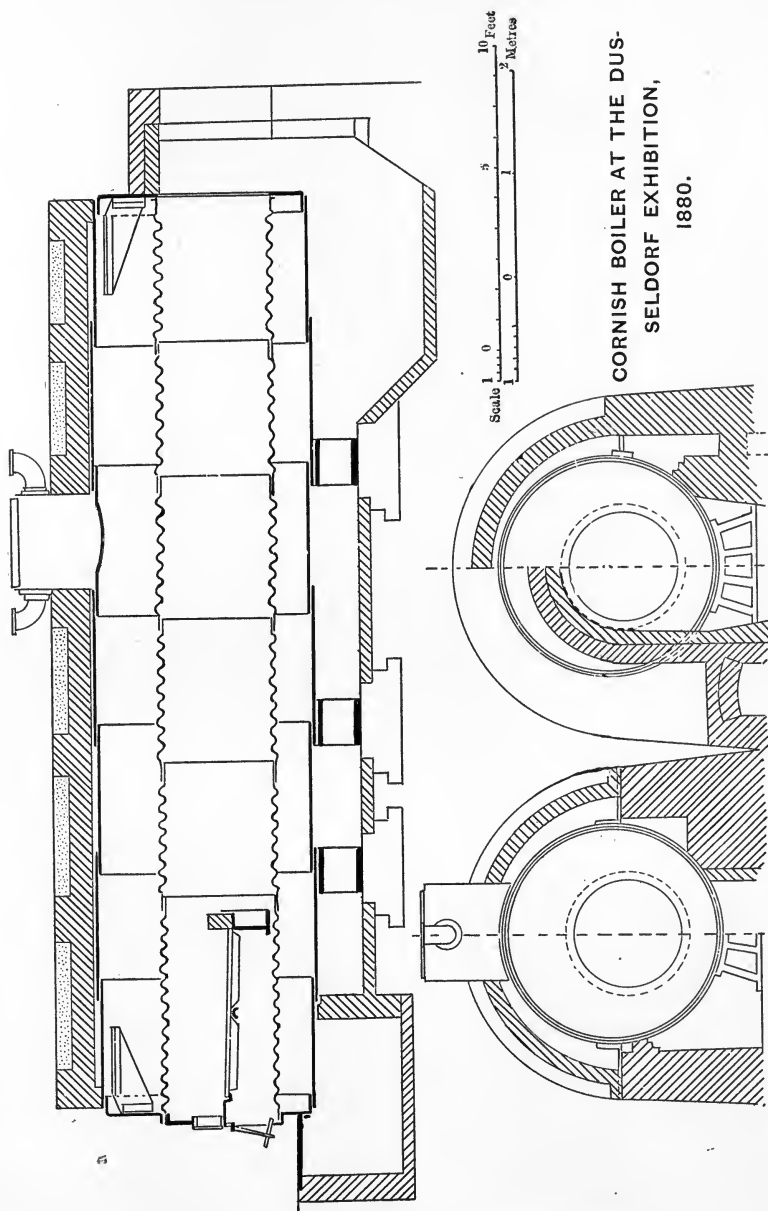 Scale 1 0 5 10 Feet
1 0 1 2 Metres
CORNISH BOILER AT THE DUS-
SELDORF EXHIBITION,
1880.